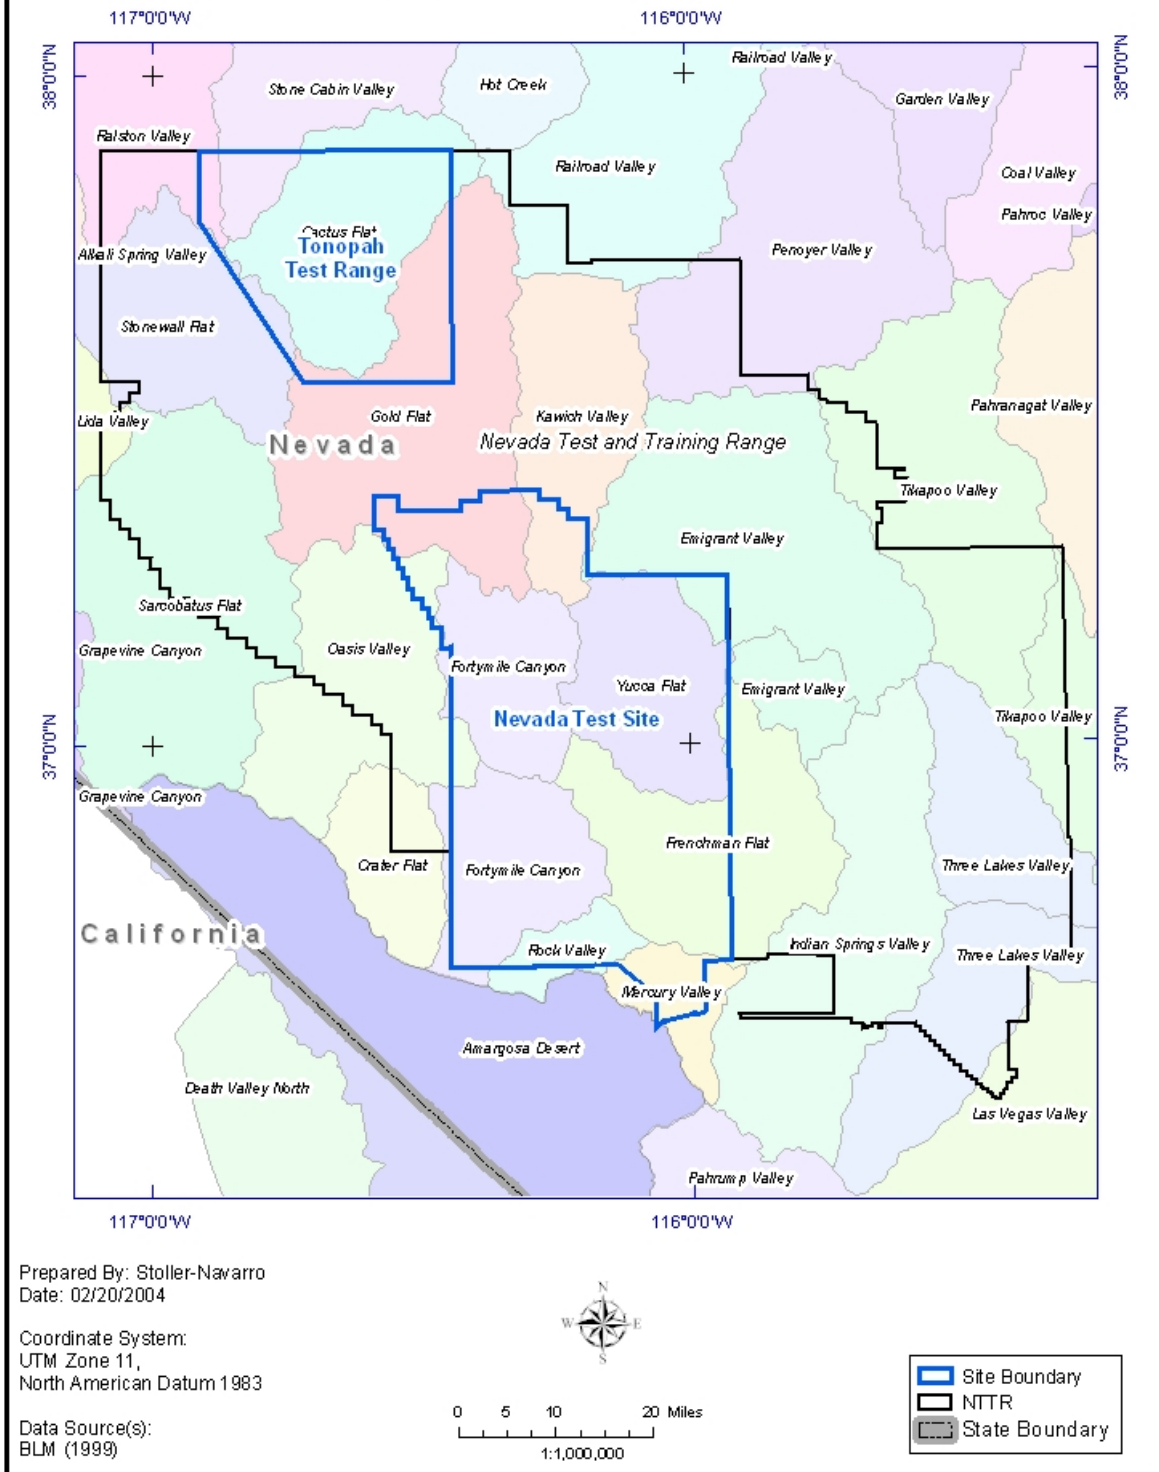 117°0'0"W
116°0'0"W
38°0'0"N
38°0'0"N
Railroad Valley
Stone Cabin Valley
Hot Creek
Garden Valley
Ralston Valley
Railroad Valley
Coal Valley
Pahroc Valley
Cactus Flat
Tonopah
Test Range
Alkali Spring Valley
Penoyer Valley
Stonewall Flat
Lida Valley
Gold Flat
Kawich Valley
Pahranagat Valley
Nevada
Nevada Test and Training Range
Tikapoo Valley
Emigrant Valley
Sarcobatus Flat
Grapevine Canyon
Oasis Valley
Fortymile Canyon
Yucca Flat
Emigrant Valley
Nevada Test Site
Tikapoo Valley
37°0'0"N
37°0'0"N
Grapevine Canyon
Frenchman Flat
Crater Flat
Fortymile Canyon
Three Lakes Valley
California
Rock Valley
Indian Springs Valley
Three Lakes Valley
Mercury Valley
Amargosa Desert
Death Valley North
Las Vegas Valley
Pahrump Valley
117°0'0"W
116°0'0"W
Prepared By: Stoller-Navarro
Date: 02/20/2004
Coordinate System:
UTM Zone 11,
North American Datum 1983
Data Source(s):
BLM (1999)
N
W
E
S
0 5 10 20 Miles
1:1,000,000
Site Boundary
NTTR
State Boundary